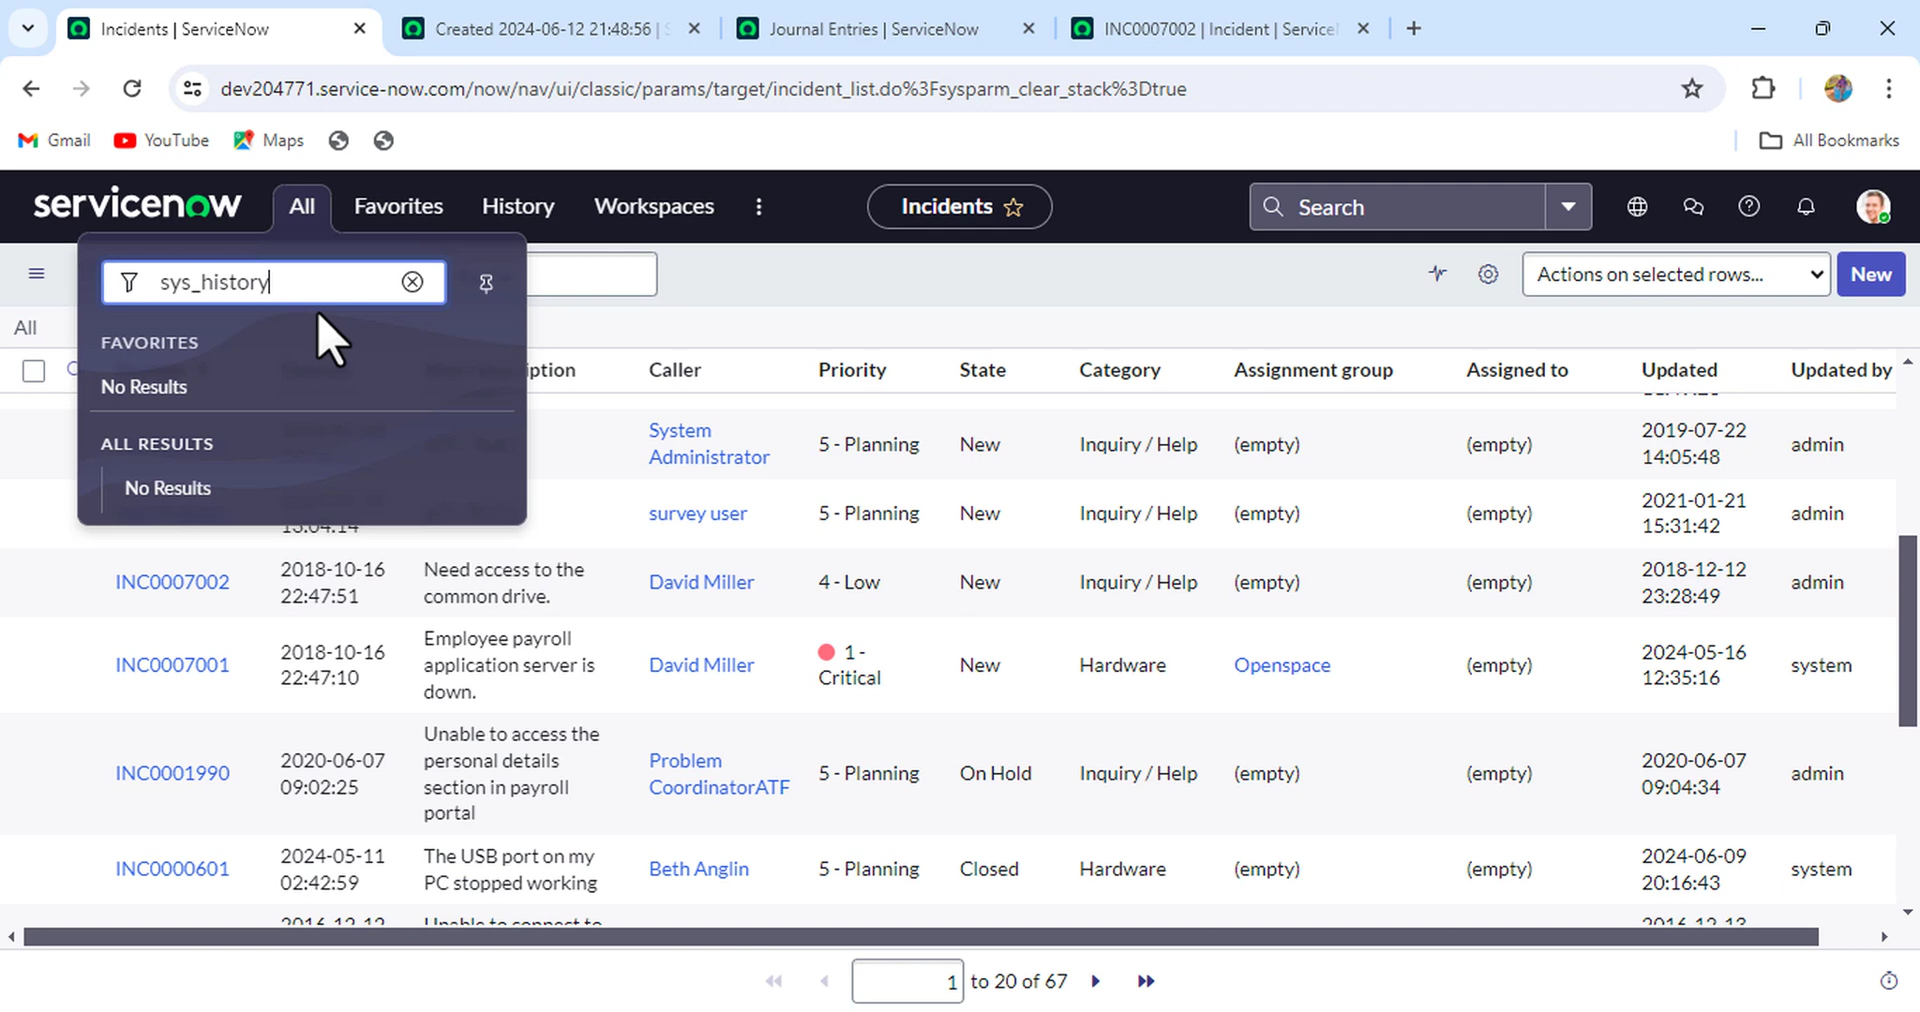 Incidents | ServiceNow
Created 2024-06-12 21:48:56 | S
Journal Entries | ServiceNow
INC0007002 | Incident | Service
dev204771.service-now.com/now/nav/ui/classic/params/target/incident_list.do%3Fsysparm_clear_stack%3Dtrue
Gmail
YouTube
Maps
All Bookmarks
servicenow
All
Favorites
History
Workspaces
Incidents
Search
sys_history
Actions on selected rows...
New
All
FAVORITES
No Results
ALL RESULTS
No Results
iption
Caller
Priority
State
Category
Assignment group
Assigned to
Updated
Updated by
System
Administrator
5 - Planning
New
Inquiry / Help
(empty)
(empty)
2019-07-22
14:05:48
admin
survey user
5 - Planning
New
Inquiry / Help
(empty)
(empty)
2021-01-21
15:31:42
admin
INC0007002
2018-10-16
22:47:51
Need access to the
common drive.
David Miller
4 - Low
New
Inquiry / Help
(empty)
(empty)
2018-12-12
23:28:49
admin
INC0007001
2018-10-16
22:47:10
Employee payroll
application server is
down.
David Miller
1 -
Critical
New
Hardware
Openspace
(empty)
2024-05-16
12:35:16
system
INC0001990
2020-06-07
09:02:25
Unable to access the
personal details
section in payroll
portal
Problem
CoordinatorATF
5 - Planning
On Hold
Inquiry / Help
(empty)
(empty)
2020-06-07
09:04:34
admin
INC0000601
2024-05-11
02:42:59
The USB port on my
PC stopped working
Beth Anglin
5 - Planning
Closed
Hardware
(empty)
(empty)
2024-06-09
20:16:43
system
2016-12-12
Unable to connect to
2016-12-13
1 to 20 of 67